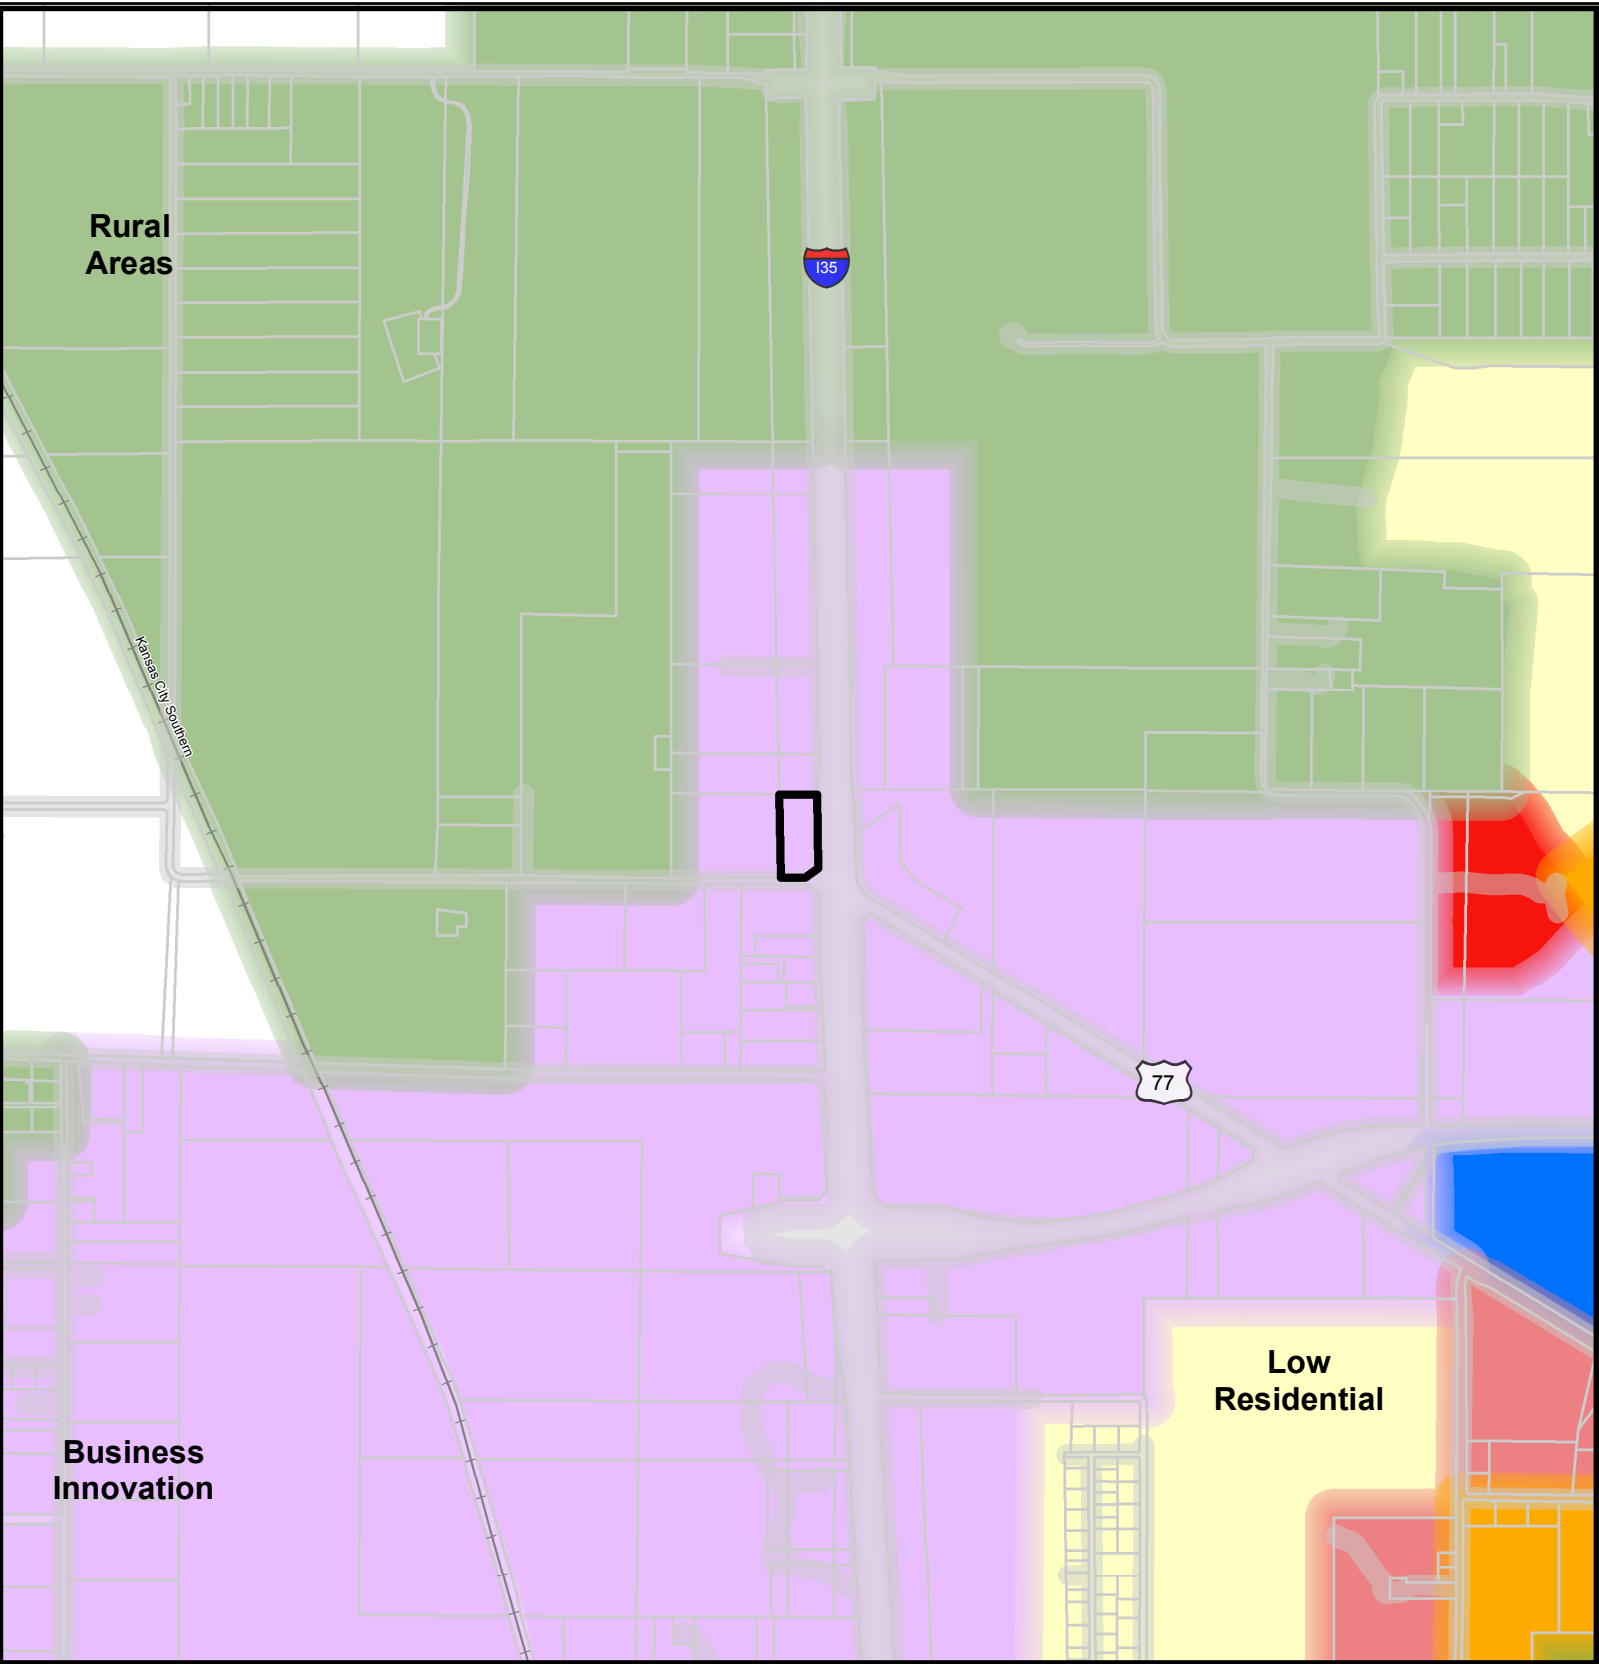 Rural
Areas
I35
Kansas City Southern
77
Low
Residential
Business
Innovation